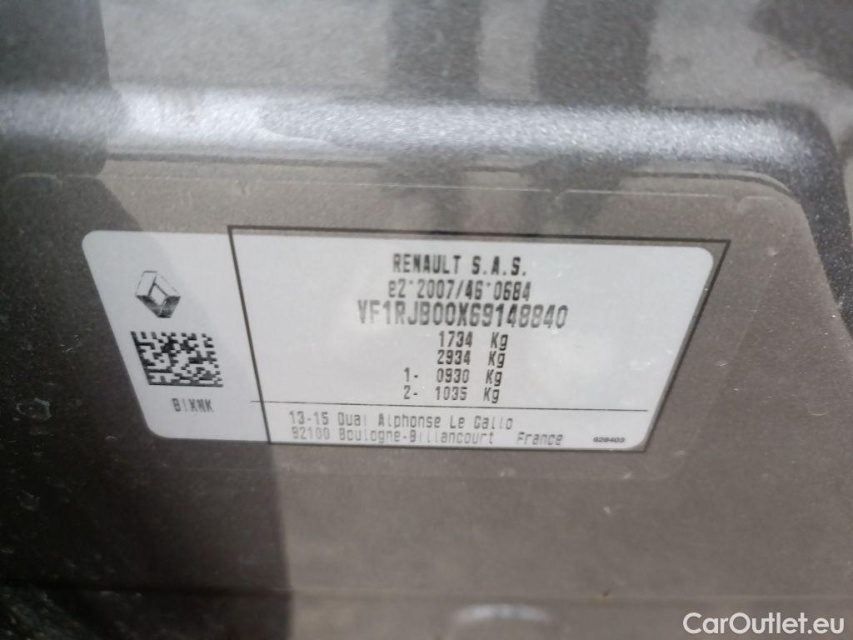 RENAULT S.A.S.
e2*2007/46*0684
VF1RJB00X69148840
1734 Kg
2934 Kg
1- 0930 Kg
2- 1035 Kg
13-15 Quai Alphonse Le Gallo
92100 Boulogne-Billancourt France
CarOutlet.eu